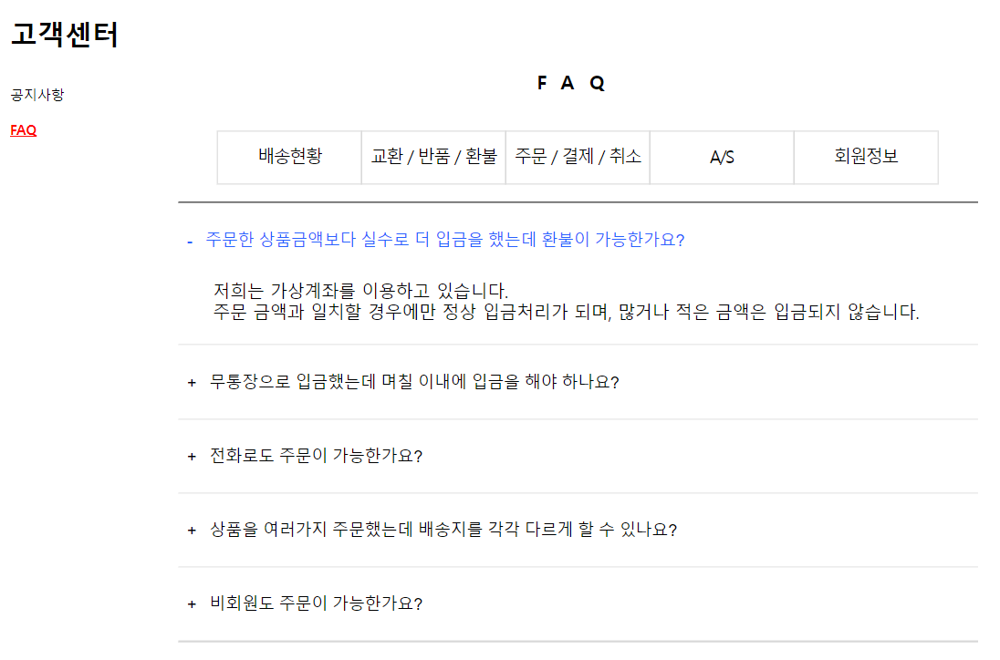 고객센터
공지사항
FAQ
F A Q
배송현황
교환 / 반품 / 환불
주문 / 결제 / 취소
A/S
회원정보
- 주문한 상품금액보다 실수로 더 입금을 했는데 환불이 가능한가요?
저희는 가상계좌를 이용하고 있습니다.
주문 금액과 일치할 경우에만 정상 입금처리가 되며, 많거나 적은 금액은 입금되지 않습니다.
+ 무통장으로 입금했는데 며칠 이내에 입금을 해야 하나요?
+ 전화로도 주문이 가능한가요?
+ 상품을 여러가지 주문했는데 배송지를 각각 다르게 할 수 있나요?
+ 비회원도 주문이 가능한가요?